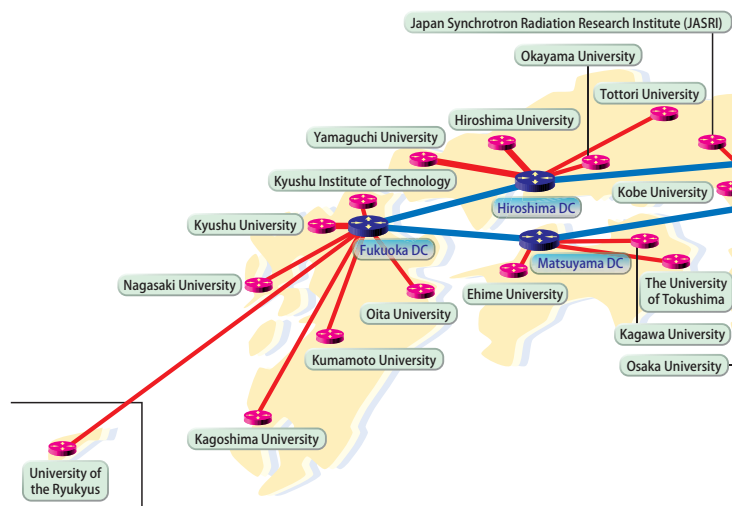 Japan Synchrotron Radiation Research Institute (JASRI)
Okayama University
Tottori University
Hiroshima University
Yamaguchi University
Kyushu Institute of Technology
Kobe University
Hiroshima DC
Kyushu University
Fukuoka DC
Matsuyama DC
Nagasaki University
Ehime University
The University
of Tokushima
Oita University
Kagawa University
Kumamoto University
Osaka University
Kagoshima University
University of
the Ryukyus